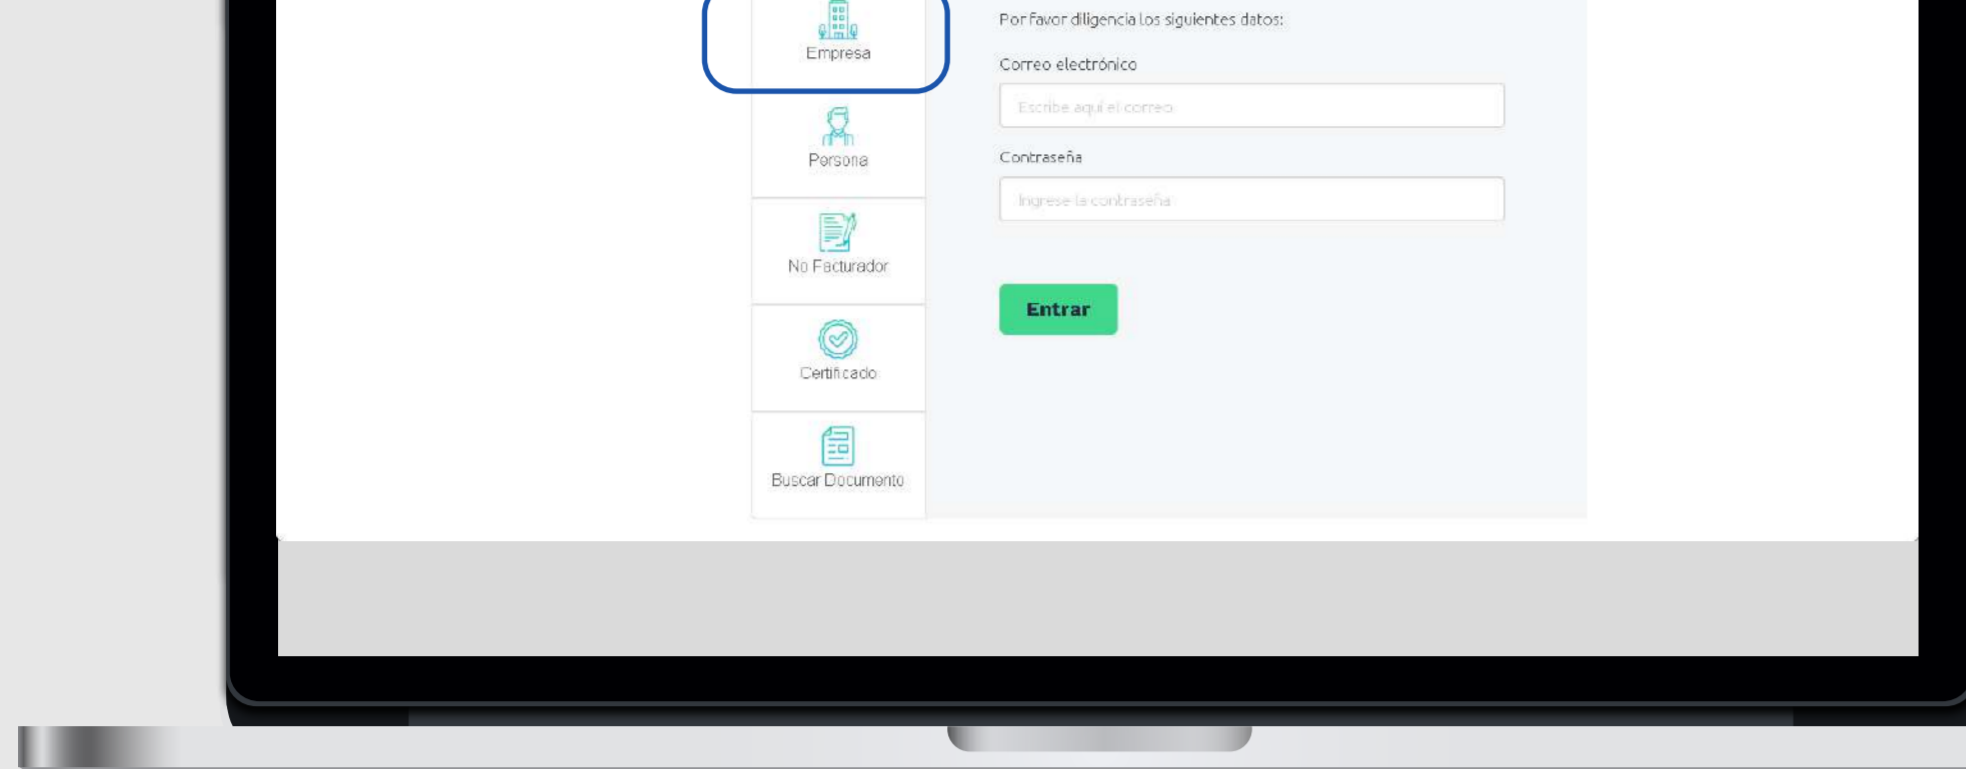 Empresa
Persona
No Facturador
Certificado
Buscar Documento
Por favor diligencia los siguientes datos:
Correo electrónico
Escribe aquí el correo
Contraseña
Ingrese la contraseña
Entrar